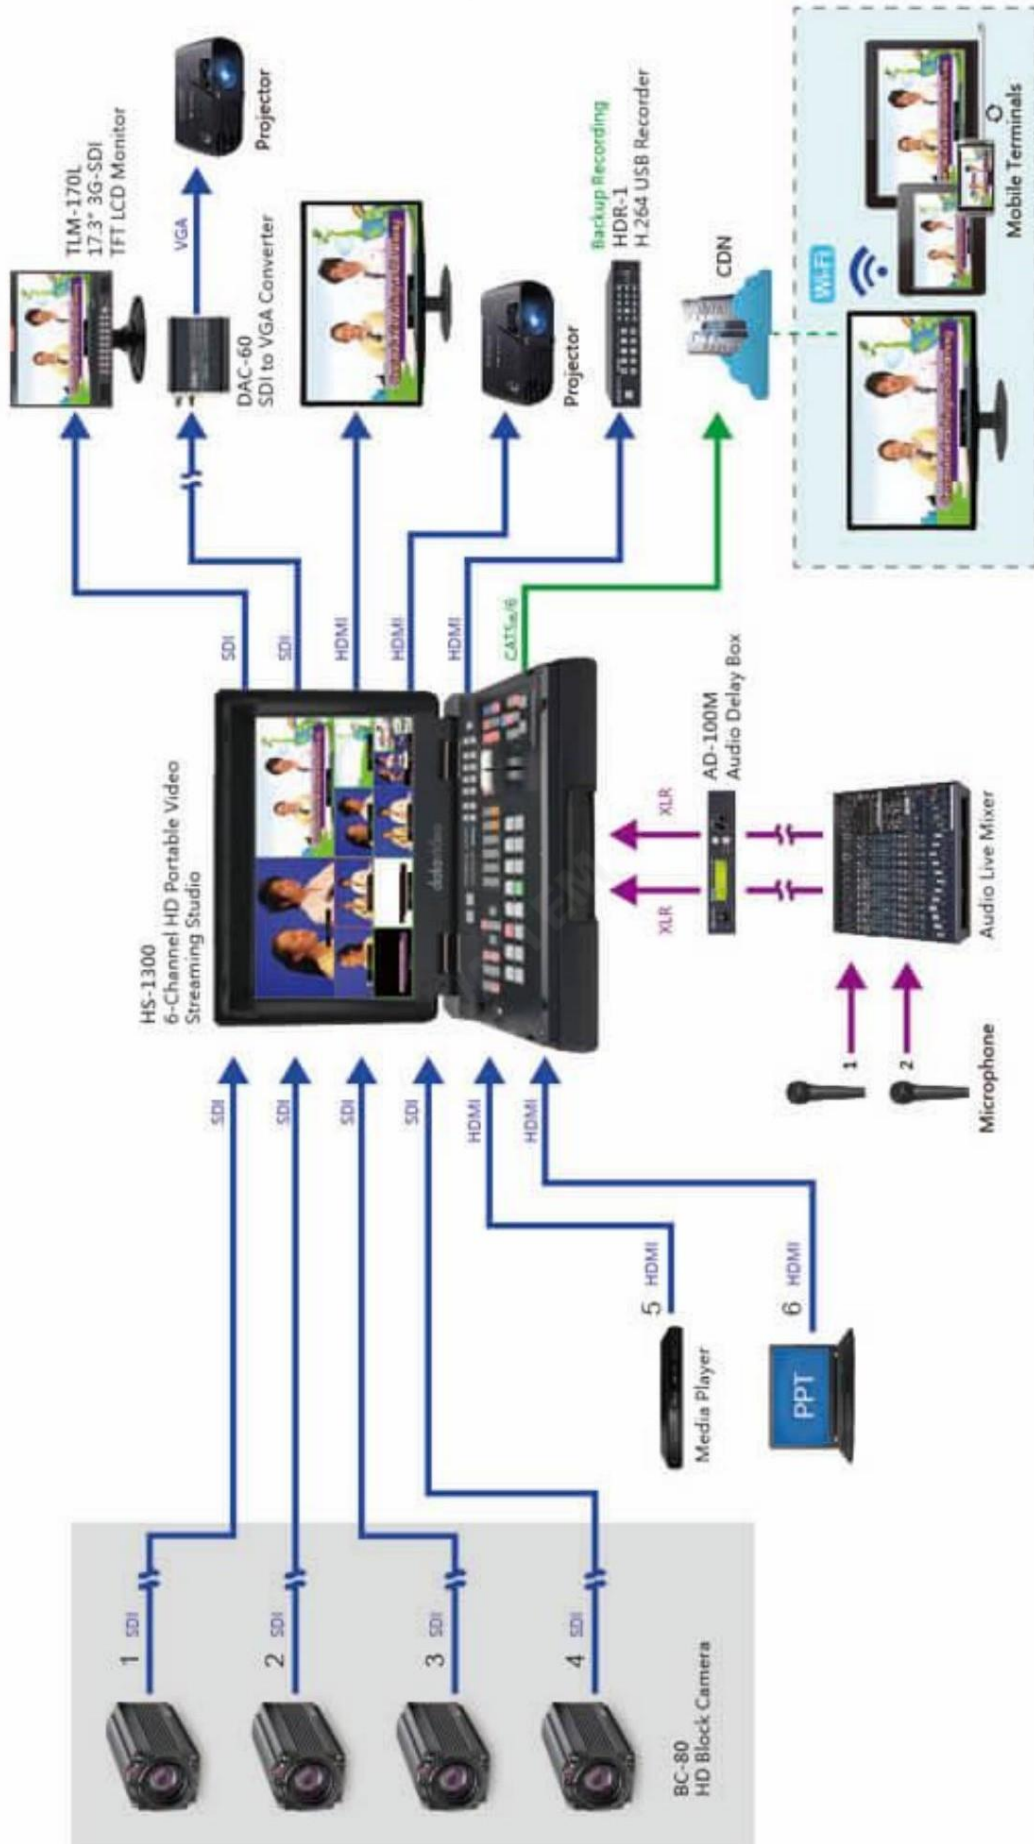 1 SDI
2 SDI
3 SDI
4 SDI
BC-80
HD Block Camera
5 HDMI
Media Player
6 HDMI
PPT
SDI
SDI
SDI
SDI
HDMI
HDMI
Microphone
1
2
HS-1300
6-Channel HD Portable Video
Streaming Studio
datavideo
XLR
XLR
AD-100M
Audio Delay Box
Audio Live Mixer
SDI
SDI
HDMI
HDMI
HDMI
CAT5e/6
TLM-170L
17.3" 3G-SDI
TFT LCD Monitor
VGA
DAC-60
SDI to VGA Converter
Projector
Projector
Backup Recording
HDR-1
H.264 USB Recorder
CDN
Wi-Fi
Mobile Terminals